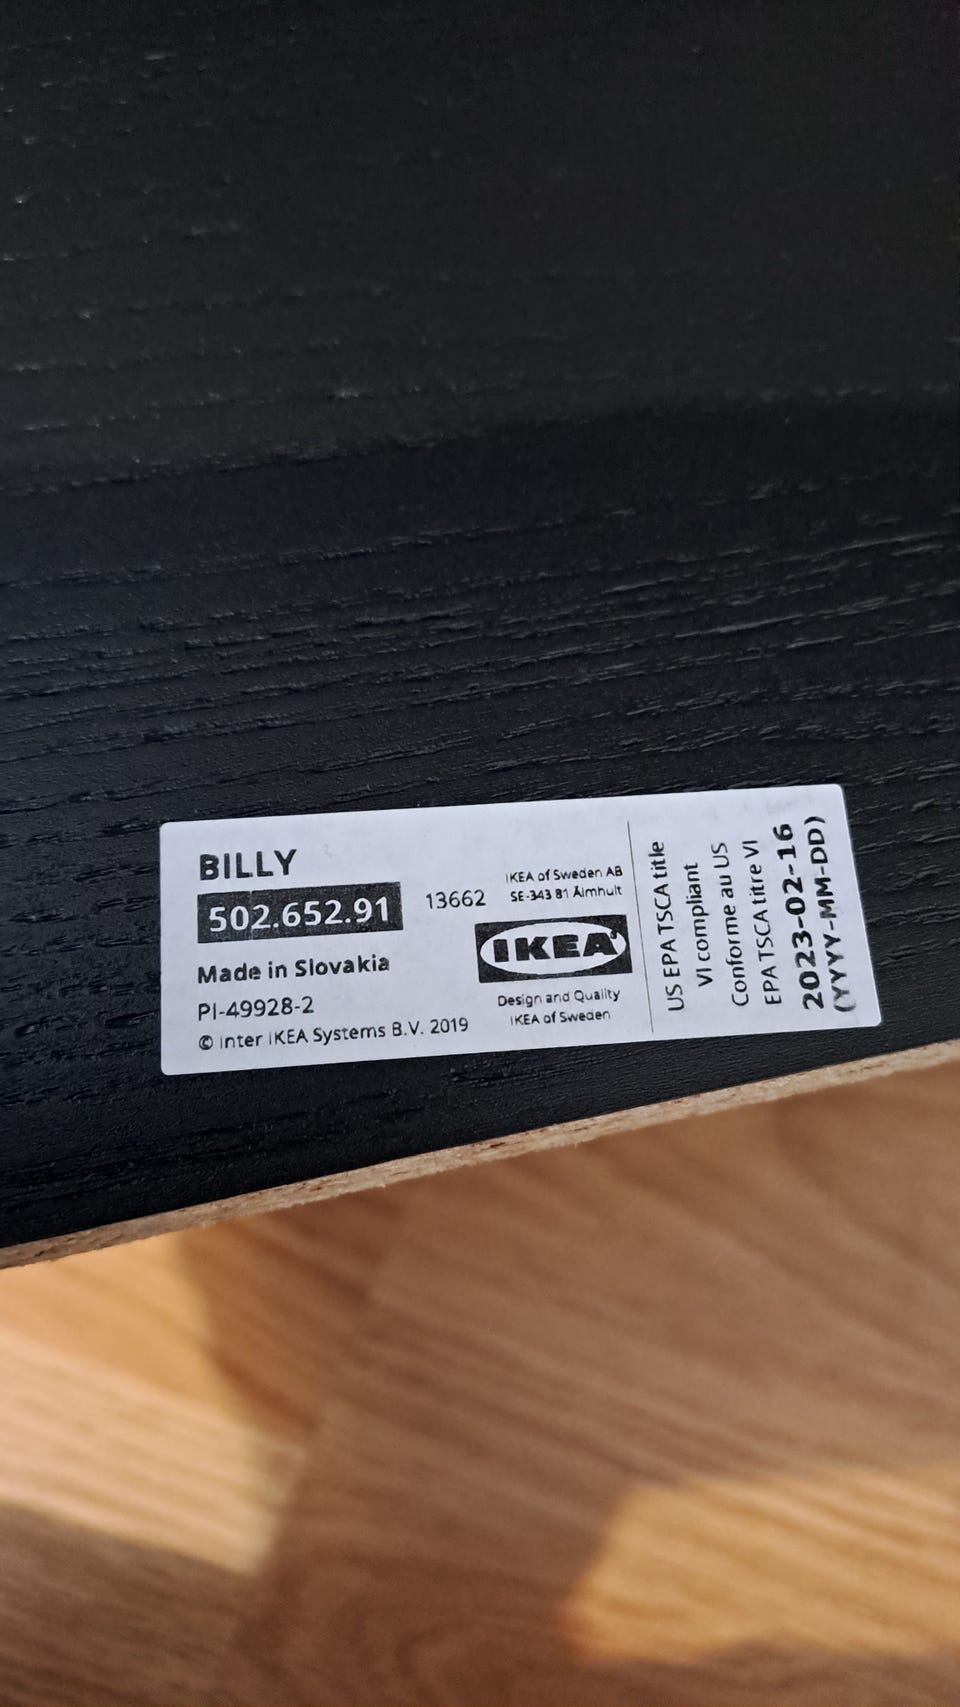 BILLY
502.652.91
13662
Made in Slovakia
PI-49928-2
© Inter IKEA Systems B.V. 2019
IKEA of Sweden AB
SE-343 81 Älmhult
IKEA
Design and Quality
IKEA of Sweden
US EPA TSCA title
VI compliant
Conforme au US
EPA TSCA titre VI
2023-02-16
(YYYY-MM-DD)